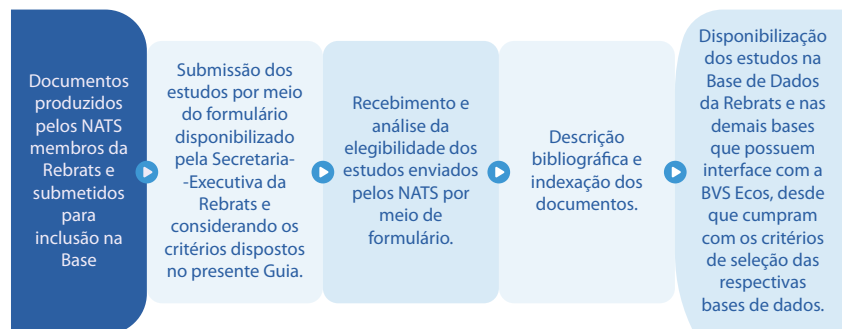 Documentos
produzidos
pelos NATS
membros da
Rebrats e
submetidos
para
inclusão na
Base
Submissão dos
estudos por meio
do formulário
disponibilizado
pela Secretaria-
-Executiva da
Rebrats e
considerando os
critérios dispostos
no presente Guia.
Recebimento e
análise da
elegibilidade dos
estudos enviados
pelos NATS por
meio de
formulário.
Descrição
bibliográfica e
indexação dos
documentos.
Disponibilização
dos estudos na
Base de Dados
da Rebrats e nas
demais bases
que possuem
interface com a
BVS Ecos, desde
que cumpram
com os critérios
de seleção das
respectivas
bases de dados.